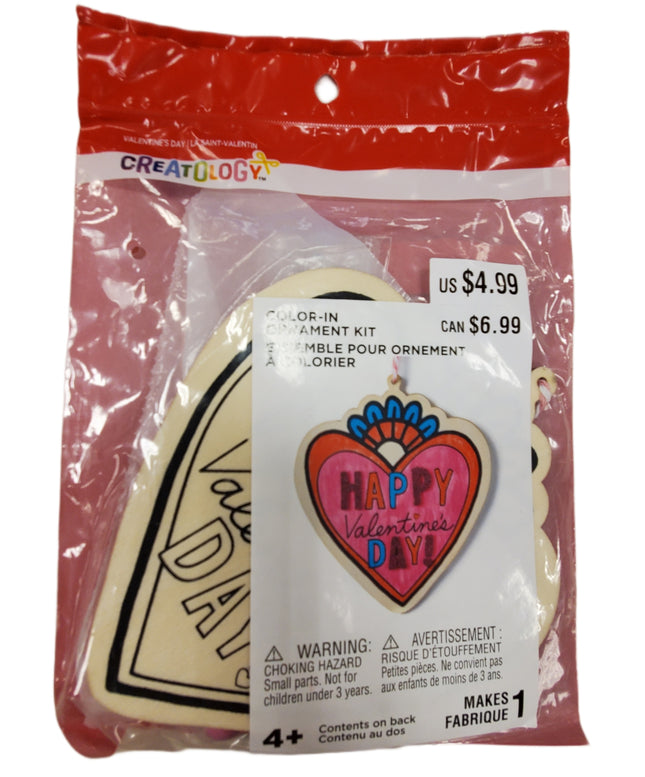 VALENTINE'S DAY | LA SAINT-VALENTIN
CREATOLOGY™
US $4.99
CAN $6.99
COLOR-IN
ORNAMENT KIT
ENSEMBLE POUR ORNEMENT
À COLORIER
HAPPY
Valentine's
DAY!
DAY
WARNING:
CHOKING HAZARD
Small parts. Not for
children under 3 years.
AVERTISSEMENT :
RISQUE D'ÉTOUFFEMENT
Petites pièces. Ne convient pas
aux enfants de moins de 3 ans.
4+
Contents on back
Contenu au dos
MAKES
FABRIQUE 1